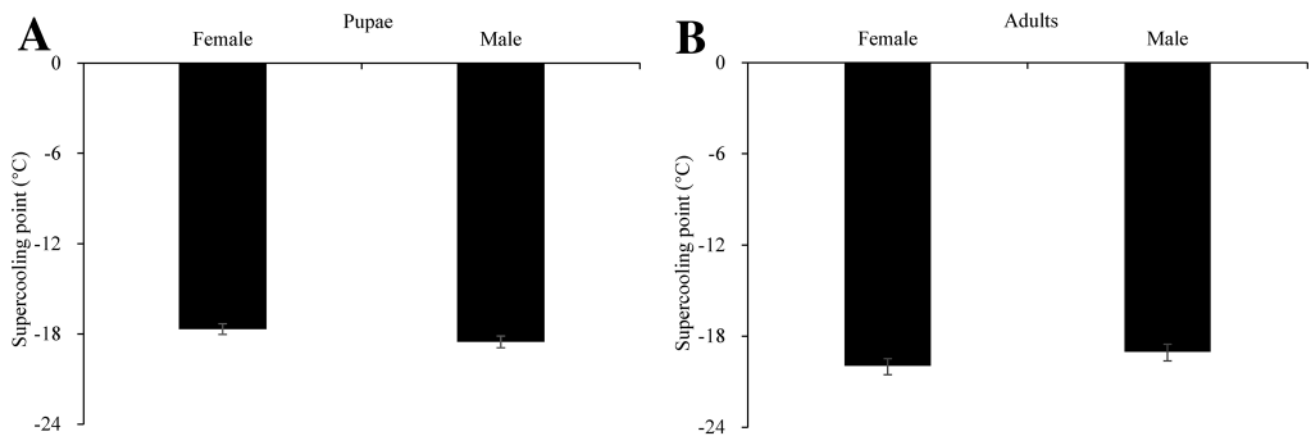 A
Pupae
Female
Male
0
-6
-12
-18
-24
Supercooling point (°C)
B
Adults
Female
Male
0
-6
-12
-18
-24
Supercooling point (°C)